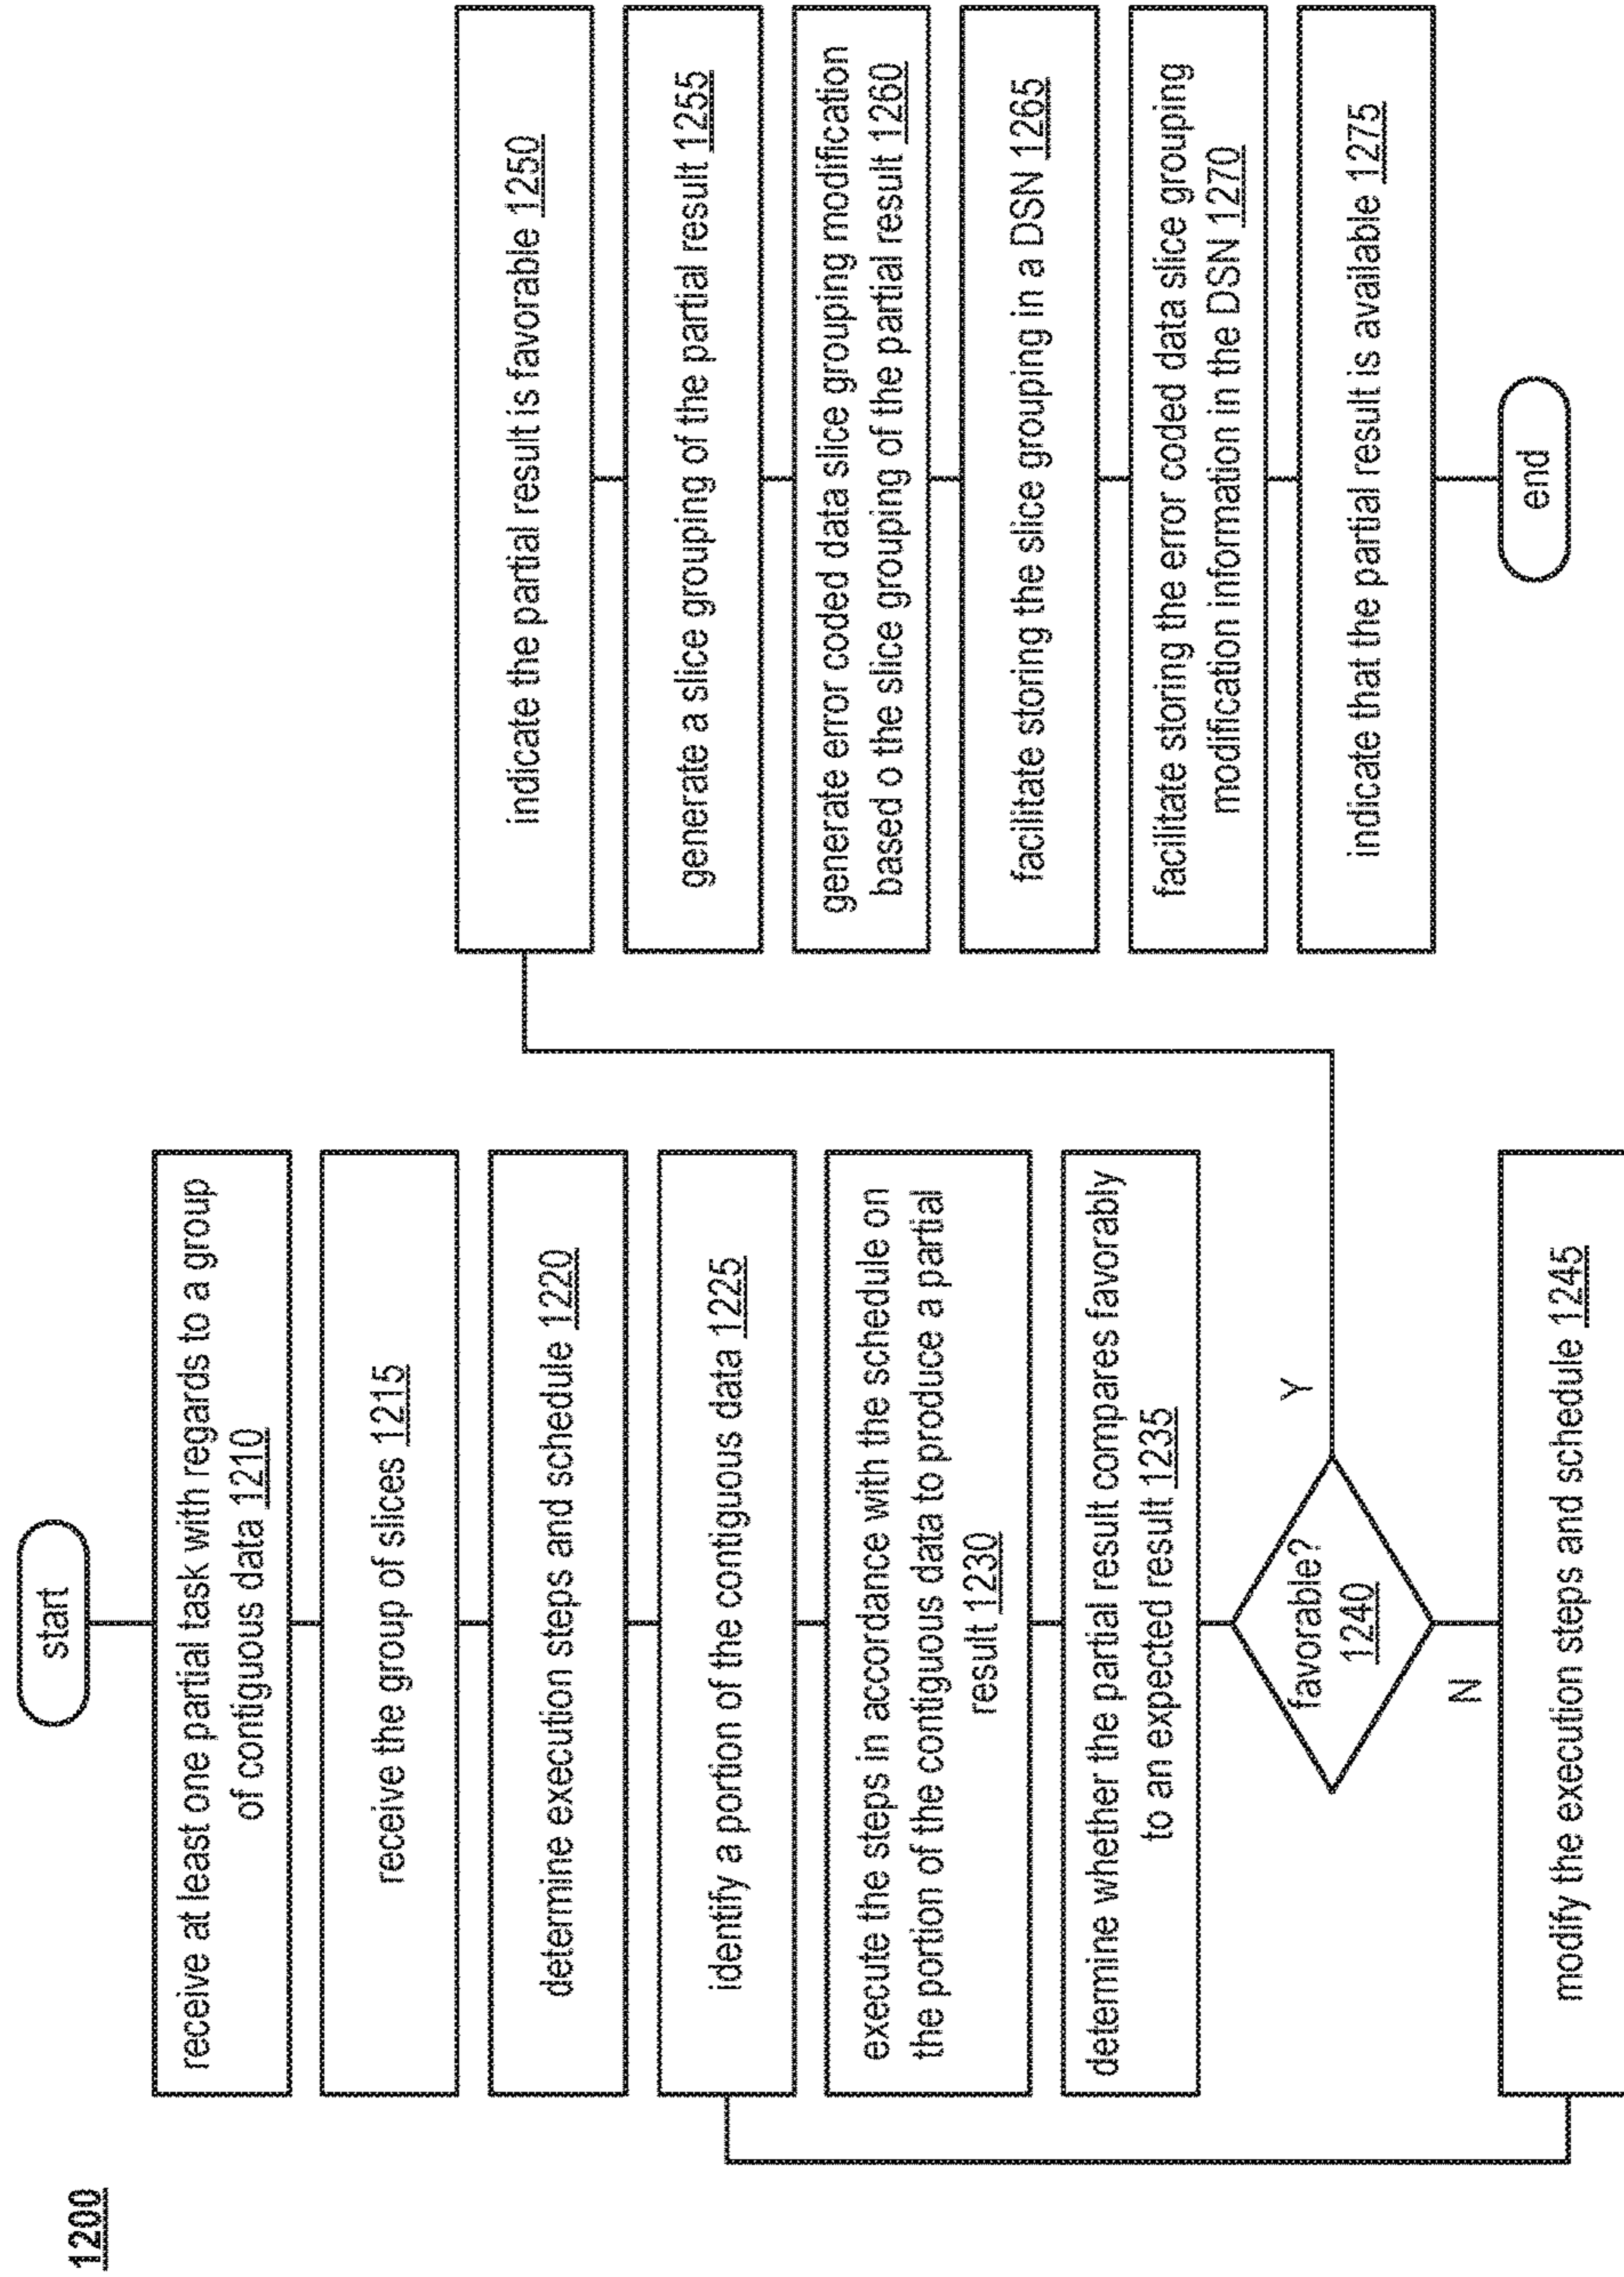 1200
start
receive at least one partial task with regards to a group
of contiguous data 1210
receive the group of slices 1215
determine execution steps and schedule 1220
identify a portion of the contiguous data 1225
execute the steps in accordance with the schedule on
the portion of the contiguous data to produce a partial
result 1230
determine whether the partial result compares favorably
to an expected result 1235
favorable?
1240
Y
N
modify the execution steps and schedule 1245
indicate the partial result is favorable 1250
generate a slice grouping of the partial result 1255
generate error coded data slice grouping modification
based o the slice grouping of the partial result 1260
facilitate storing the slice grouping in a DSN 1265
facilitate storing the error coded data slice grouping
modification information in the DSN 1270
indicate that the partial result is available 1275
end